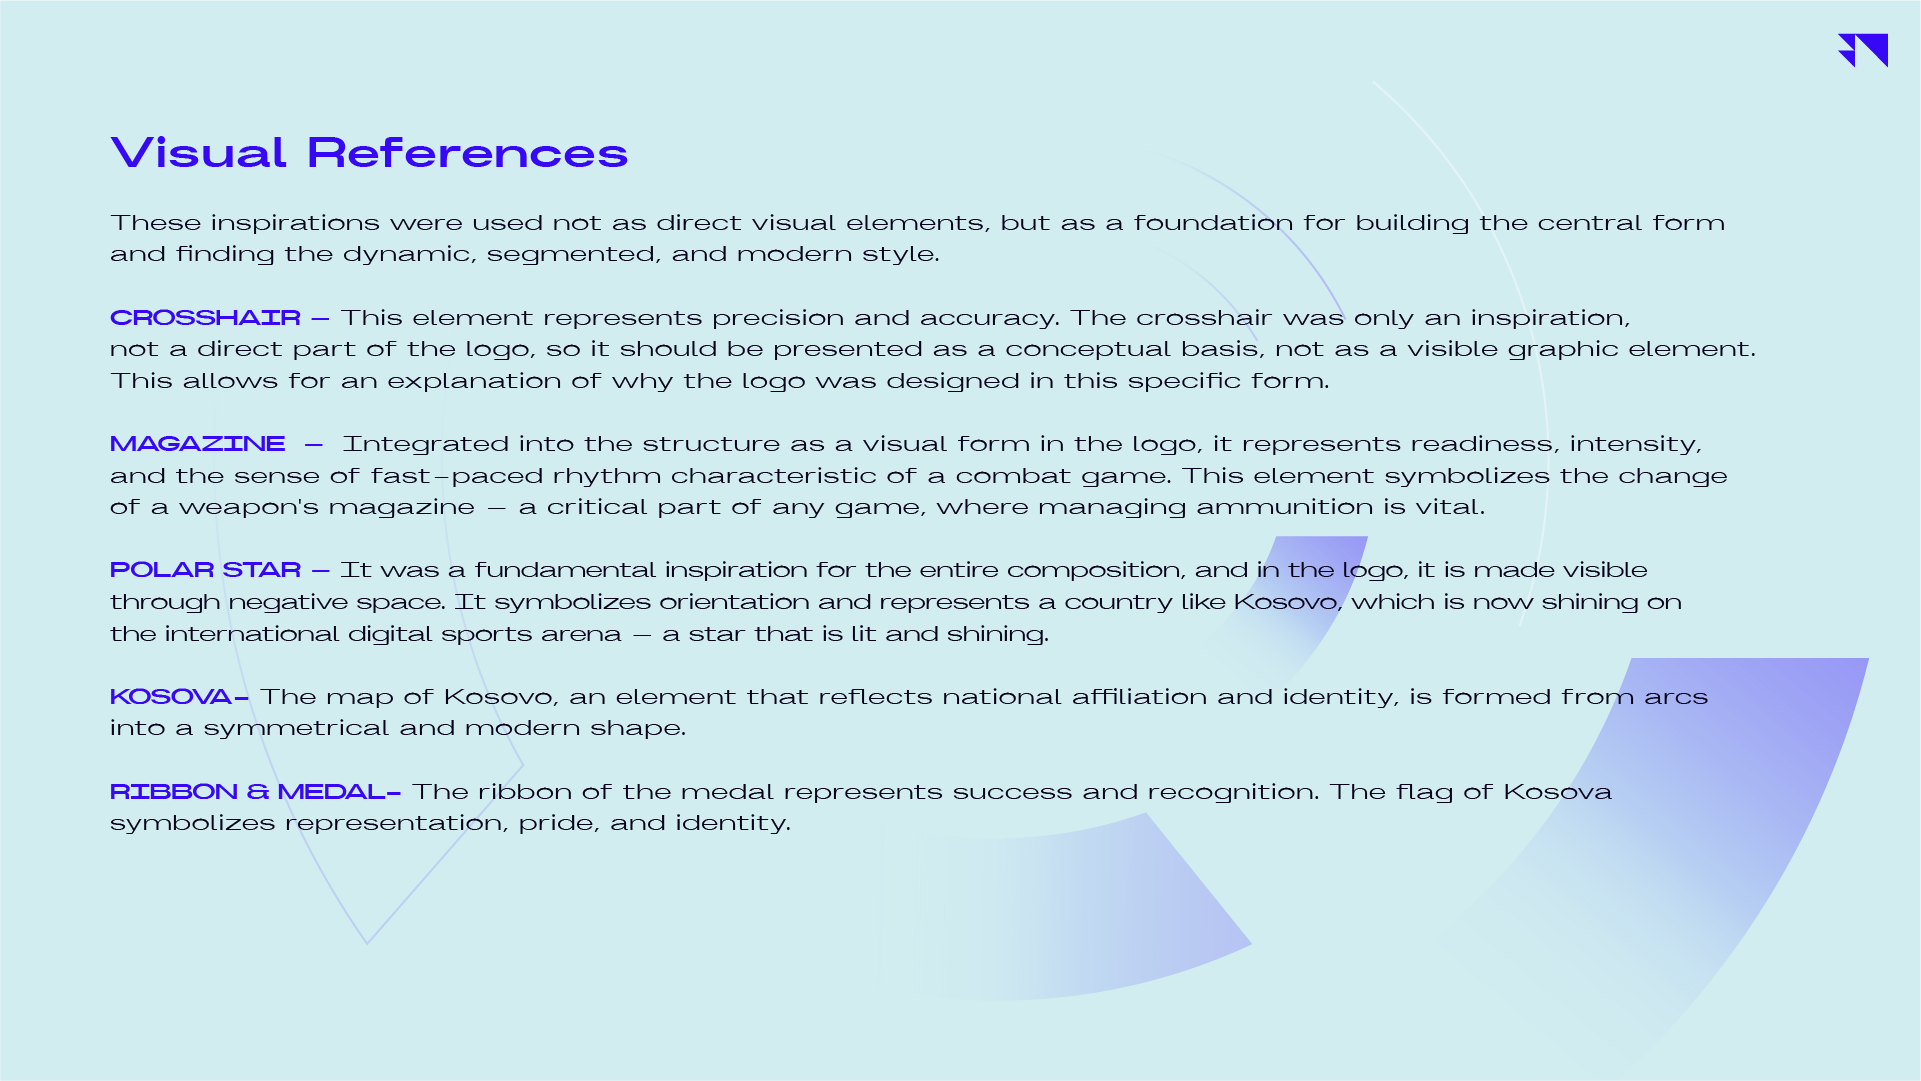 Visual References
These inspirations were used not as direct visual elements, but as a foundation for building the central form
and finding the dynamic, segmented, and modern style.
CROSSHAIR – This element represents precision and accuracy. The crosshair was only an inspiration,
not a direct part of the logo, so it should be presented as a conceptual basis, not as a visible graphic element.
This allows for an explanation of why the logo was designed in this specific form.
MAGAZINE – Integrated into the structure as a visual form in the logo, it represents readiness, intensity,
and the sense of fast-paced rhythm characteristic of a combat game. This element symbolizes the change
of a weapon's magazine – a critical part of any game, where managing ammunition is vital.
POLAR STAR – It was a fundamental inspiration for the entire composition, and in the logo, it is made visible
through negative space. It symbolizes orientation and represents a country like Kosovo, which is now shining on
the international digital sports arena – a star that is lit and shining.
KOSOVA- The map of Kosovo, an element that reflects national affiliation and identity, is formed from arcs
into a symmetrical and modern shape.
RIBBON & MEDAL- The ribbon of the medal represents success and recognition. The flag of Kosova
symbolizes representation, pride, and identity.